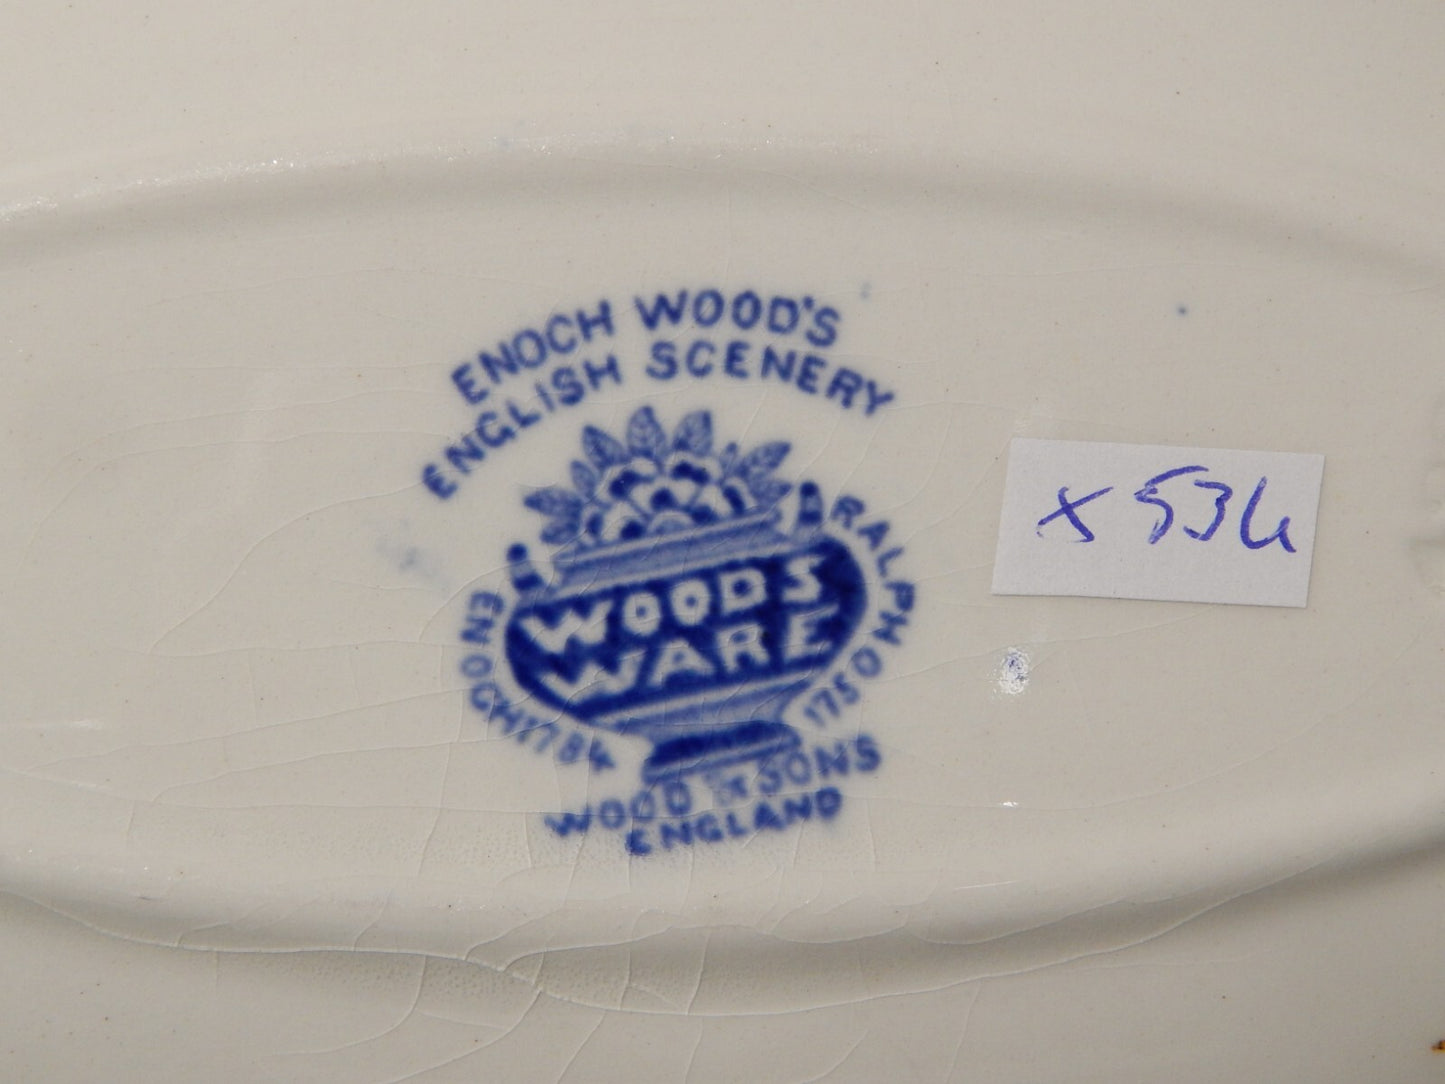 ENOCH WOOD'S
ENGLISH SCENERY
WOODS
WARE
ENOCH 1784
RALPH 1750
WOOD & SONS
ENGLAND
x 534